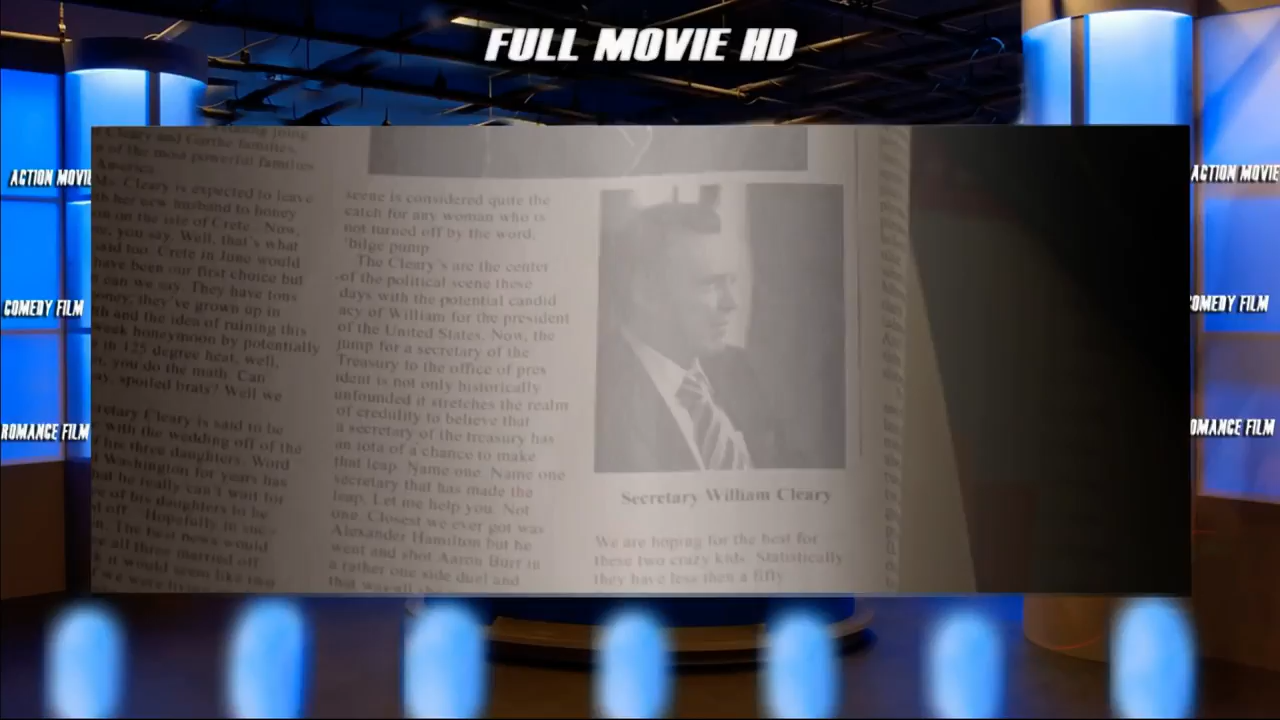 FULL MOVIE HD
ACTION MOVI
COMEDY FILM
ROMANCE FILM
Cleary and Garthe families,
of the most powerful families
America.
Ms. Cleary is expected to leave
her new husband to honey
on the isle of Crete. Now,
you say. Well, that's what
said too. Crete in June would
have been our first choice but
can we say. They have tons
money, they've grown up in
and the idea of ruining this
week honeymoon by potentially
in 125 degree heat, well,
you do the math. Can
say, spoiled brats? Well we
retary Cleary is said to be
with the wedding off of the
his three daughters. Word
Washington for years has
he really can't wait for
of his daughters to be
off. Hopefully in
The best news would
all three married off
it would seem like
we were
scene is considered quite the
catch for any woman who is
not turned off by the word,
'bilge pump
The Cleary's are the center
of the political scene these
days with the potential candid
acy of William for the president
of the United States. Now, the
jump for a secretary of the
Treasury to the office of pres
ident is not only historically
unfounded it stretches the realm
of credulity to believe that
a secretary of the treasury has
an iota of a chance to make
that leap. Name one. Name one
secretary that has made the
leap. Let me help you. Not
one. Closest we ever got was
Alexander Hamilton but he
went and shot Aaron Burr in
a rather one side duel and
that was all
Secretary William Cleary
We are hoping for the best for
these two crazy kids. Statistically
they have less then a fifty
ACTION MOVIE
OMEDY FILM
OMANCE FILM